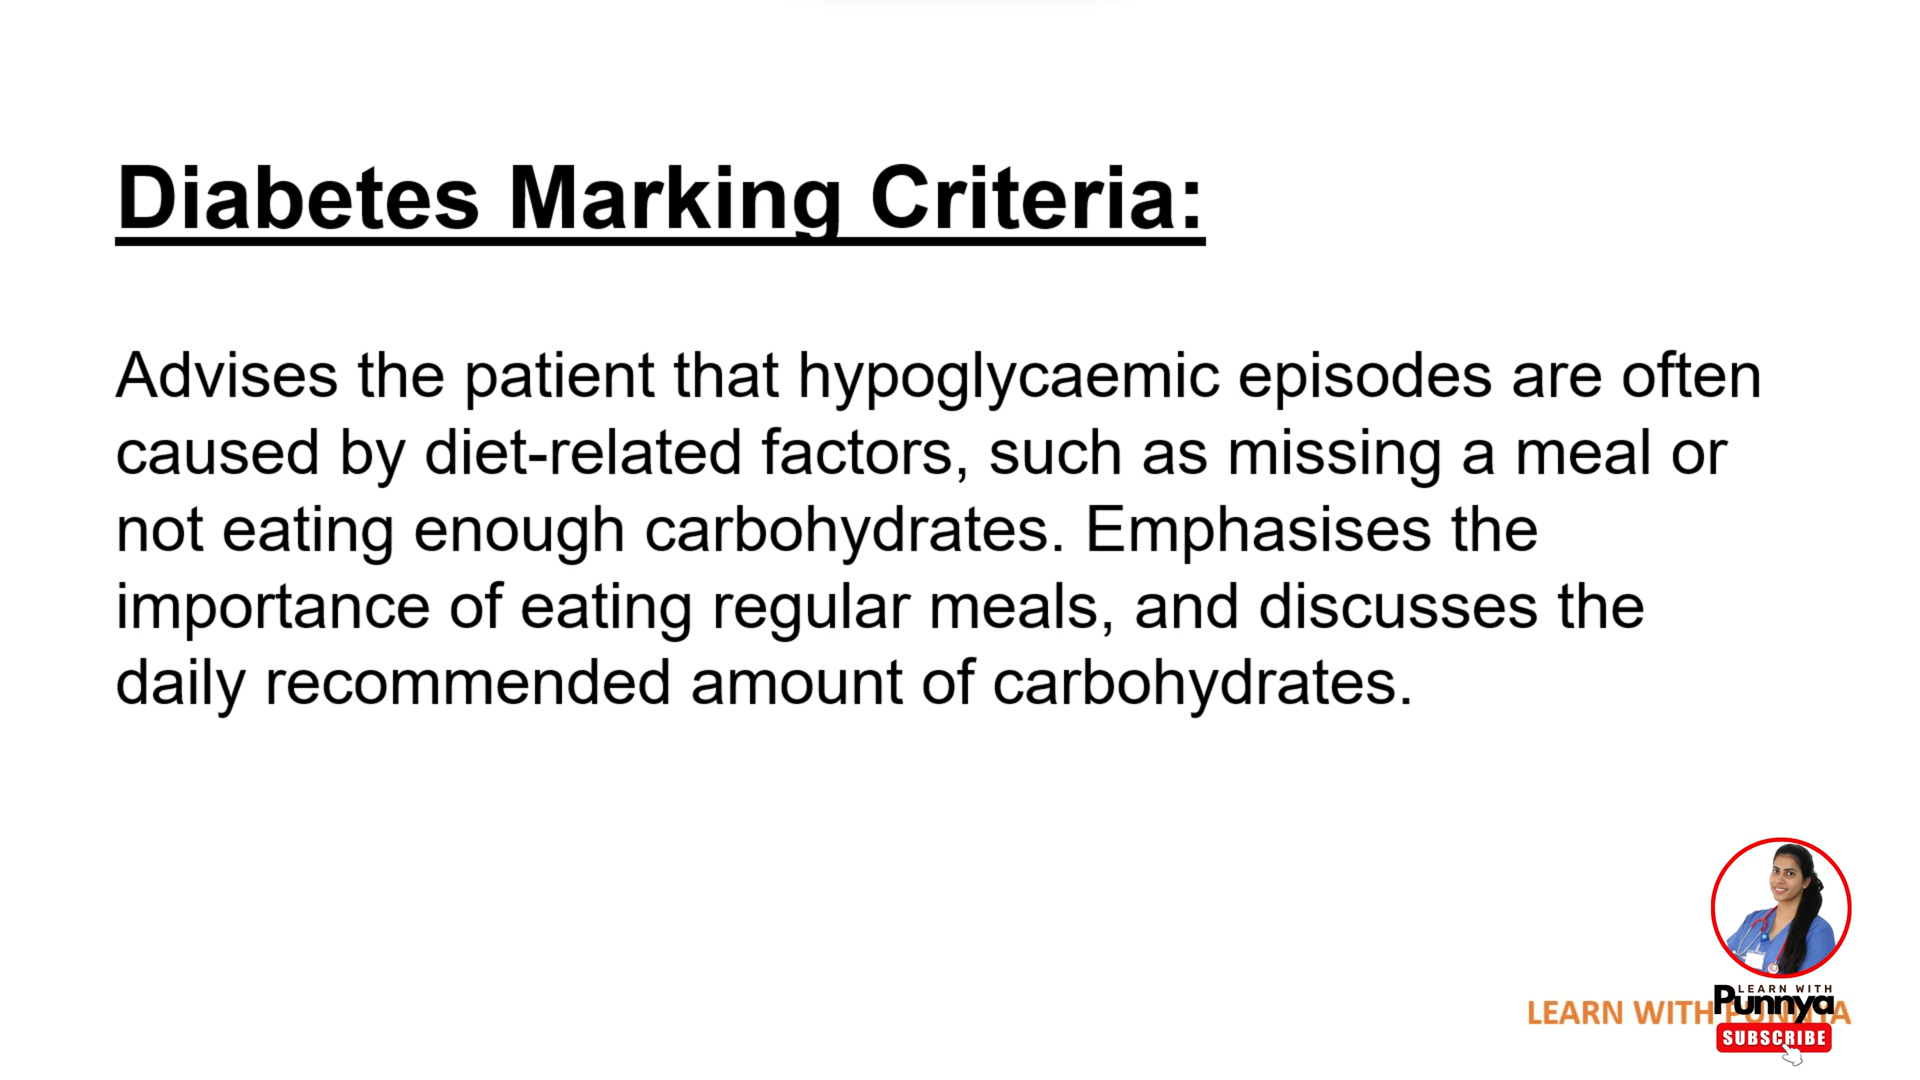 Diabetes Marking Criteria:
Advises the patient that hypoglycaemic episodes are often
caused by diet-related factors, such as missing a meal or
not eating enough carbohydrates. Emphasises the
importance of eating regular meals, and discusses the
daily recommended amount of carbohydrates.
LEARN WITH
Punnya
LEARN WITH
SUBSCRIBE